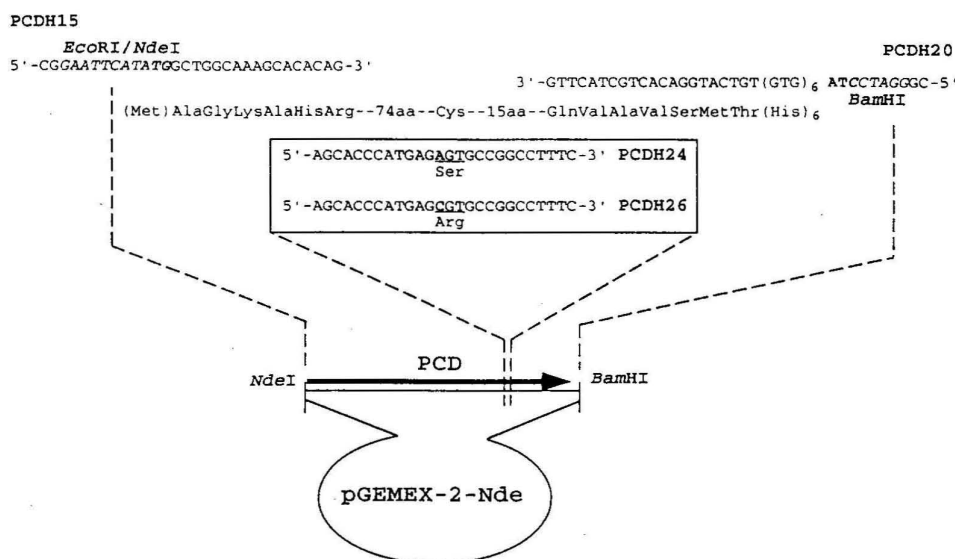 PCDH15
EcoRI/NdeI
5'-CGGAATTCATATGGCTGGCAAAGCACACAG-3'
PCDH20
3'-GTTCATCGTCACAGGTACTGT(GTG)6 ATCCTAGGGC-5'
BamHI
(Met)AlaGlyLysAlaHisArg--74aa--Cys--15aa--GlnValAlaValSerMetThr(His)6
5'-AGCACCCATGAGAGTGCCGGCCTTTC-3' PCDH24
Ser
5'-AGCACCCATGAGCGTGCCGGCCTTTC-3' PCDH26
Arg
PCD
NdeI
BamHI
pGEMEX-2-Nde